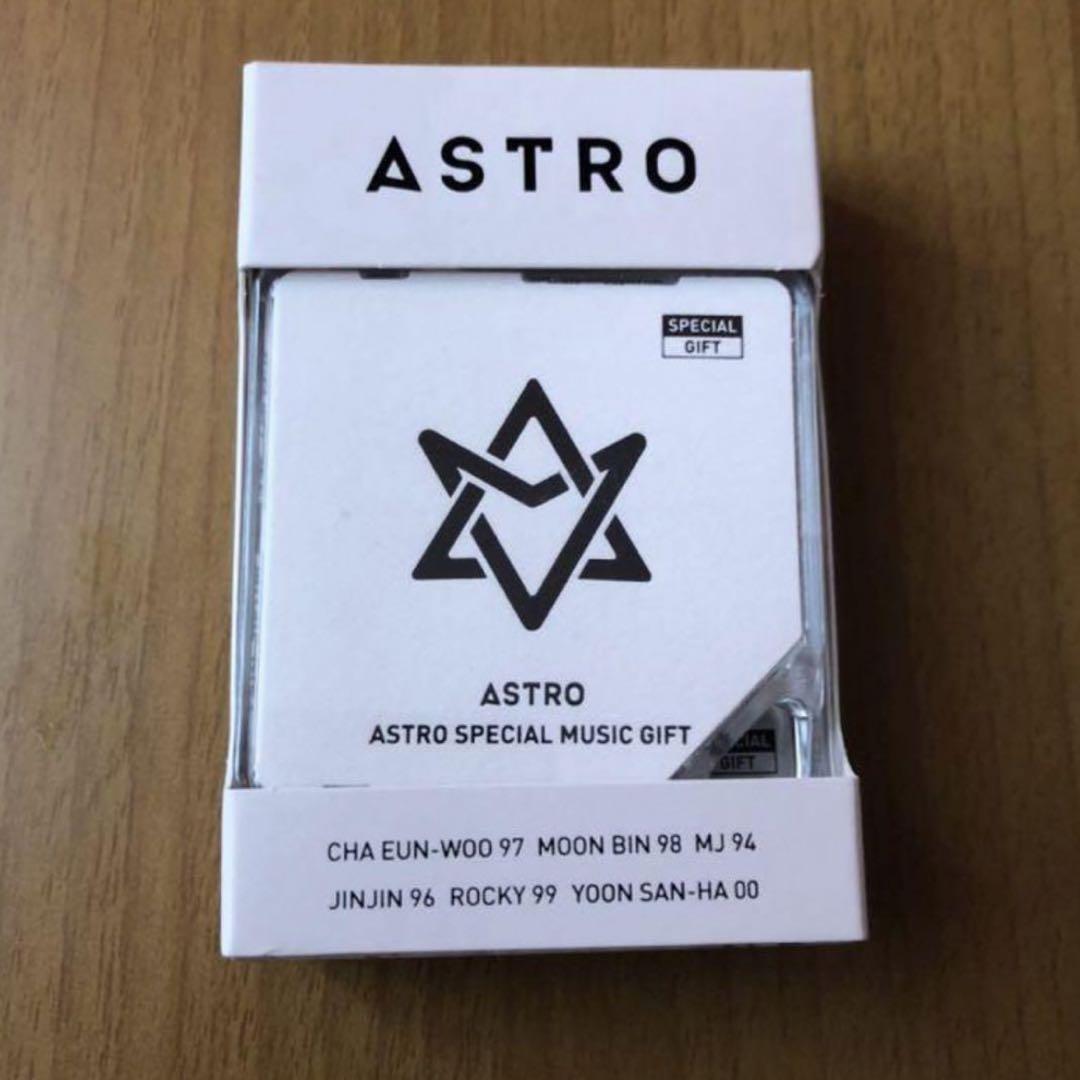 ASTRO
SPECIAL
GIFT
ASTRO
ASTRO SPECIAL MUSIC GIFT
GIFT
CHA EUN-WOO 97 MOON BIN 98 MJ 94
JINJIN 96 ROCKY 99 YOON SAN-HA 00